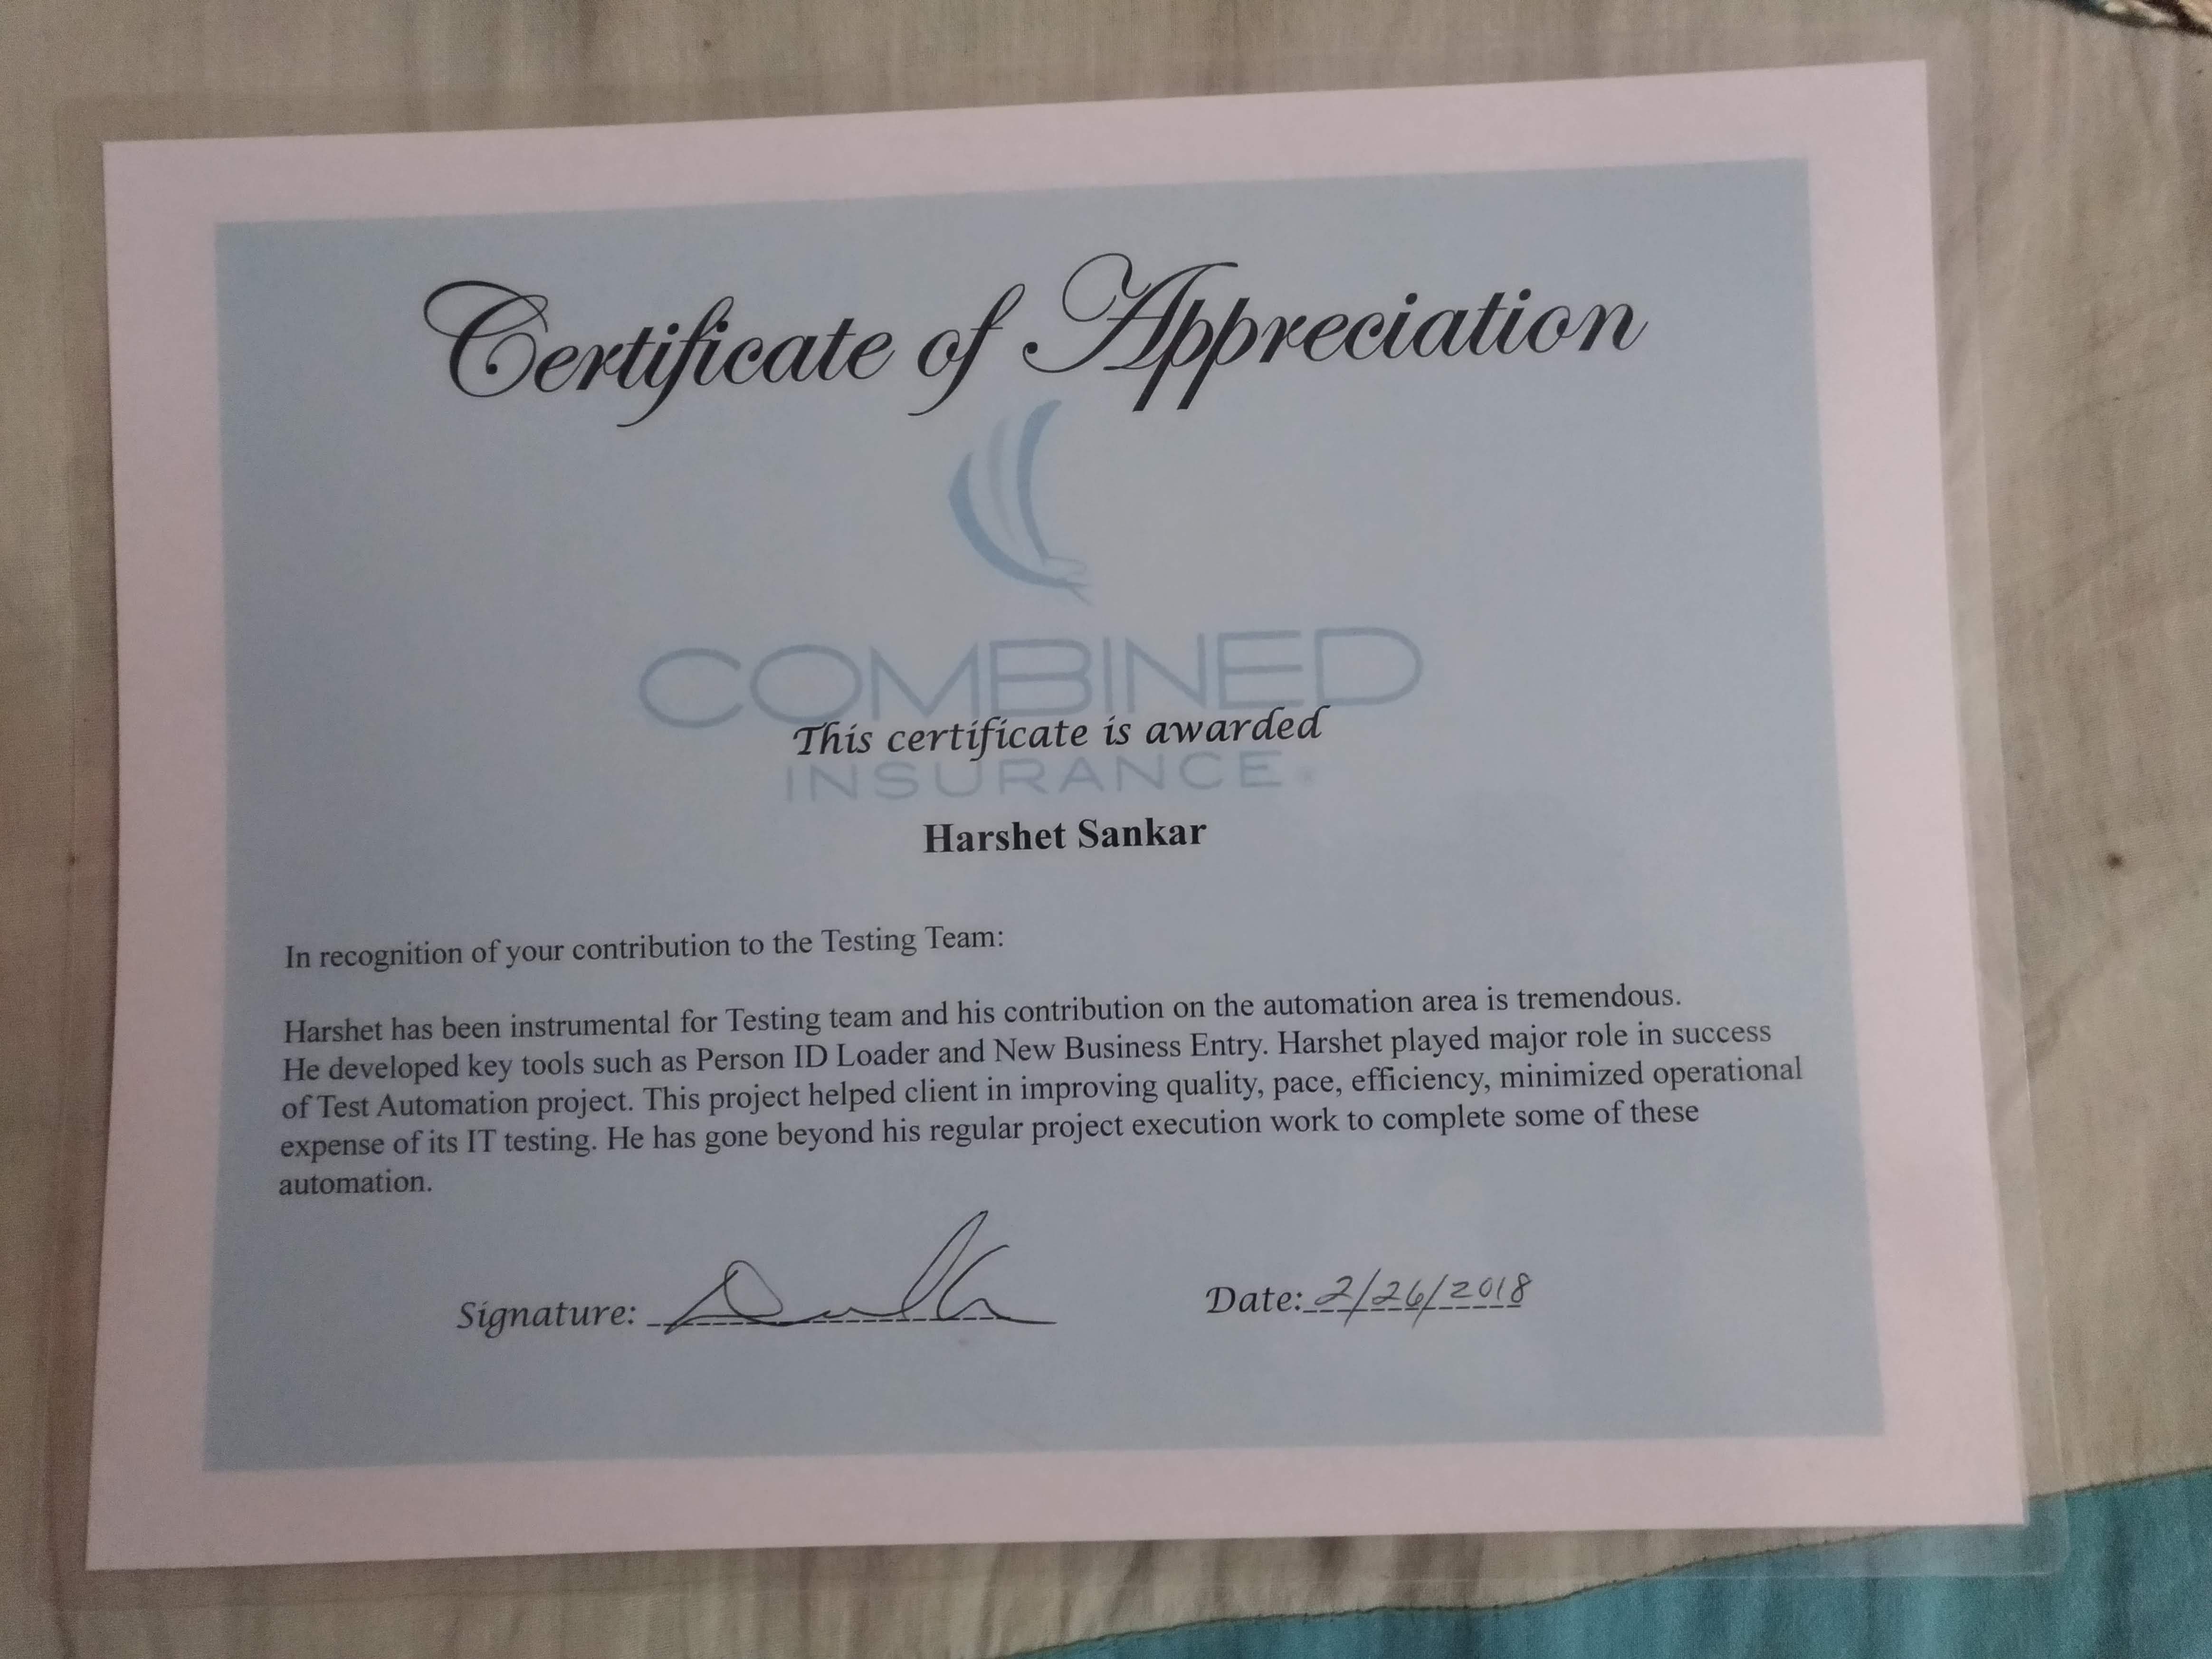 Certificate of Appreciation
COMBINED
This certificate is awarded
INSURANCE
Harshet Sankar
In recognition of your contribution to the Testing Team:
Harshet has been instrumental for Testing team and his contribution on the automation area is tremendous.
He developed key tools such as Person ID Loader and New Business Entry. Harshet played major role in success
of Test Automation project. This project helped client in improving quality, pace, efficiency, minimized operational
expense of its IT testing. He has gone beyond his regular project execution work to complete some of these
automation.
Signature: Date: 2/26/2018